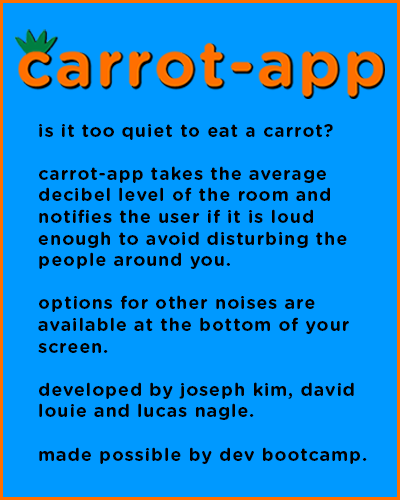 carrot-app
is it too quiet to eat a carrot?
carrot-app takes the average
decibel level of the room and
notifies the user if it is loud
enough to avoid disturbing the
people around you.
options for other noises are
available at the bottom of your
screen.
developed by joseph kim, david
louie and lucas nagle.
made possible by dev bootcamp.